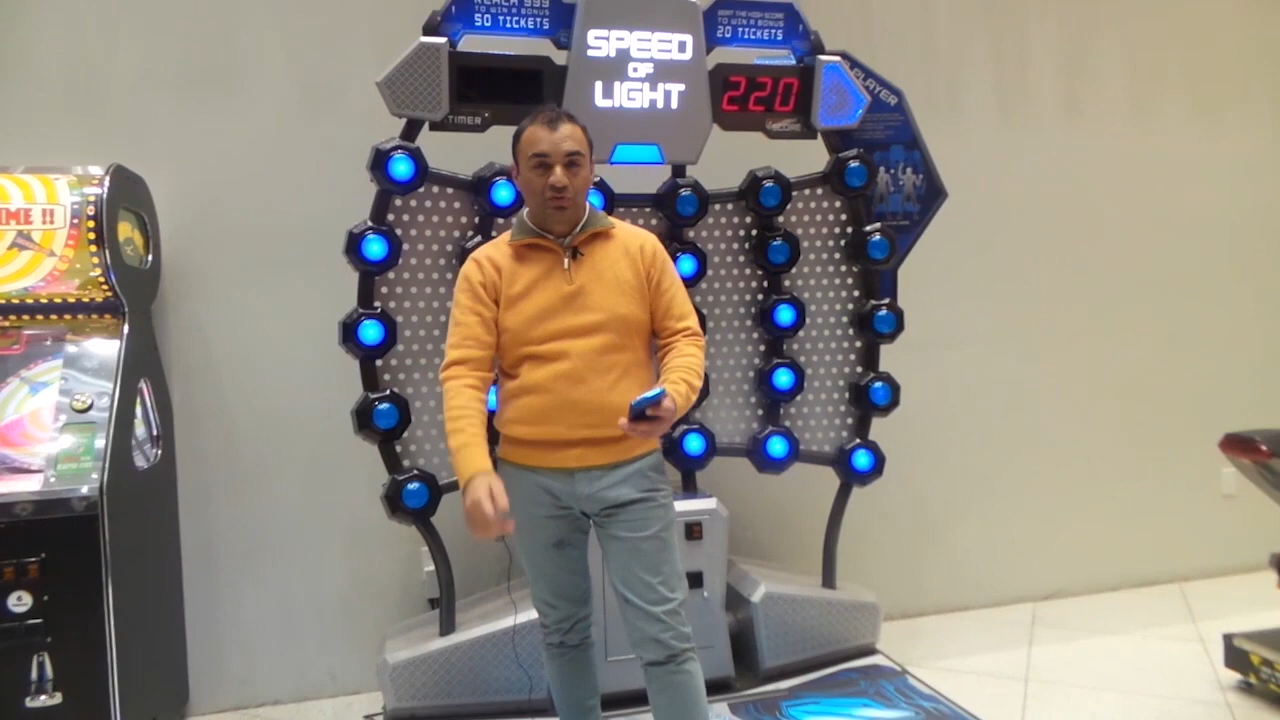 REACH 999
TO WIN A BONUS
50 TICKETS
SPEED
OF
LIGHT
BEAT THE HIGH SCORE
TO WIN A BONUS
20 TICKETS
TIMER
220
SCORE
PLAYER
IME !!